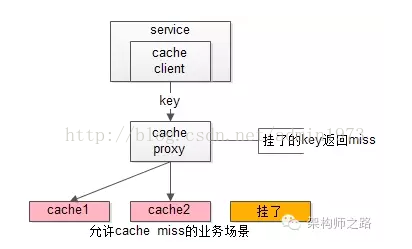 service
cache
client
key
cache
proxy
挂了的key返回miss
cache1
cache2
挂了
允许cache miss的业务场景
架构师之路